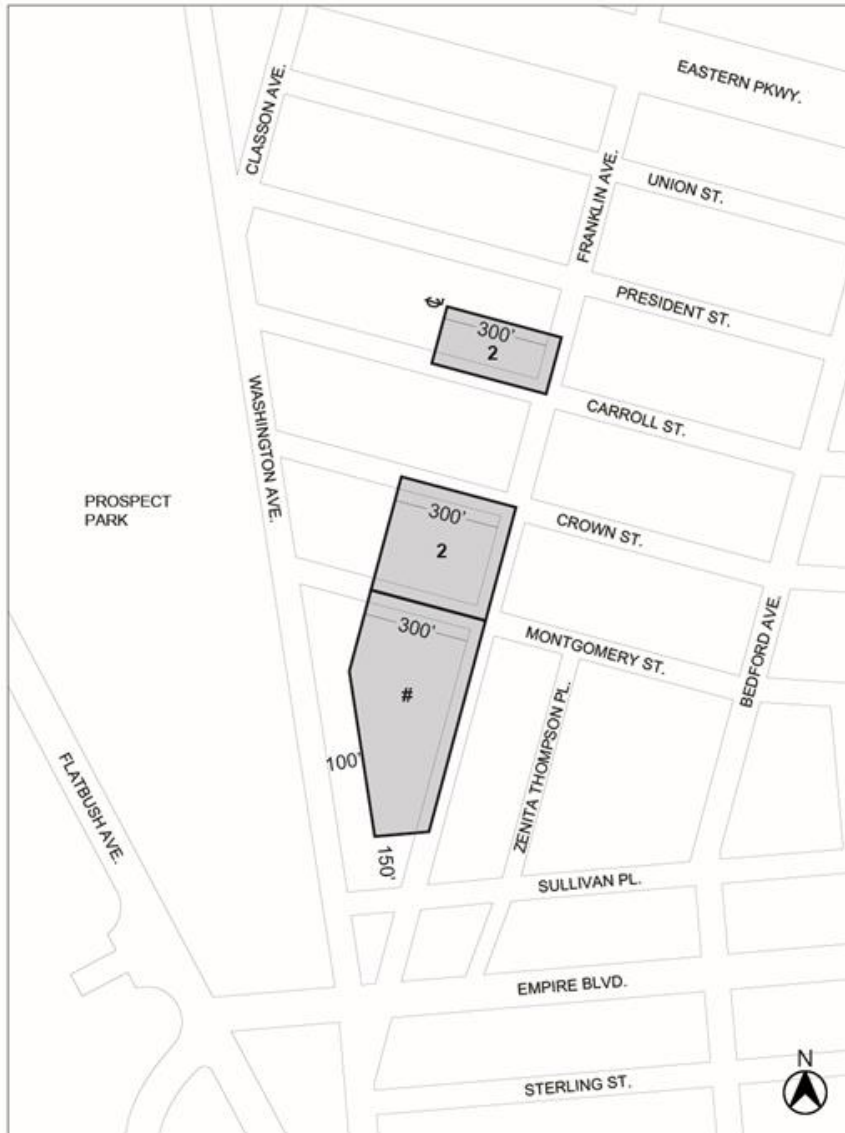 EASTERN PKWY.
CLASSON AVE.
UNION ST.
FRANKLIN AVE.
PRESIDENT ST.
300'
2
CARROLL ST.
WASHINGTON AVE.
PROSPECT
PARK
300'
2
CROWN ST.
300'
MONTGOMERY ST.
BEDFORD AVE.
#
ZENITA THOMPSON PL.
100'
FLATBUSH AVE.
150'
SULLIVAN PL.
EMPIRE BLVD.
STERLING ST.
N